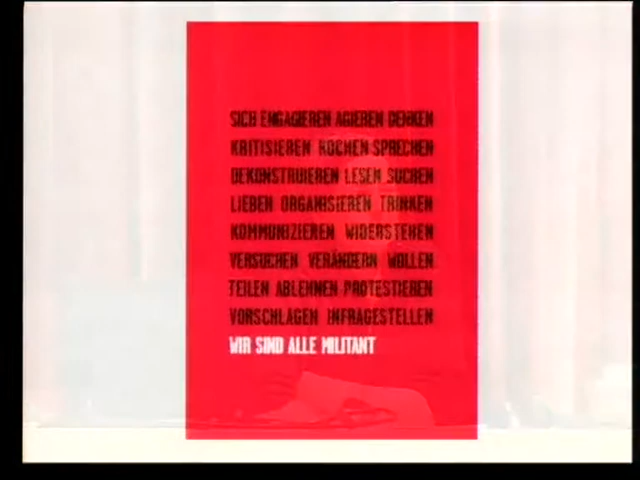 SICH ENGAGIEREN AGIEREN DENKEN
KRITISIEREN KOCHEN SPRECHEN
DEKONSTRUIEREN LESEN SUCHEN
LIEBEN ORGANISIEREN TRINKEN
KOMMUNIZIEREN WIDERSTEHEN
VERSUCHEN VERÄNDERN WOLLEN
TEILEN ABLEHNEN PROTESTIEREN
VORSCHLAGEN INFRAGESTELLEN
WIR SIND ALLE MILITANT